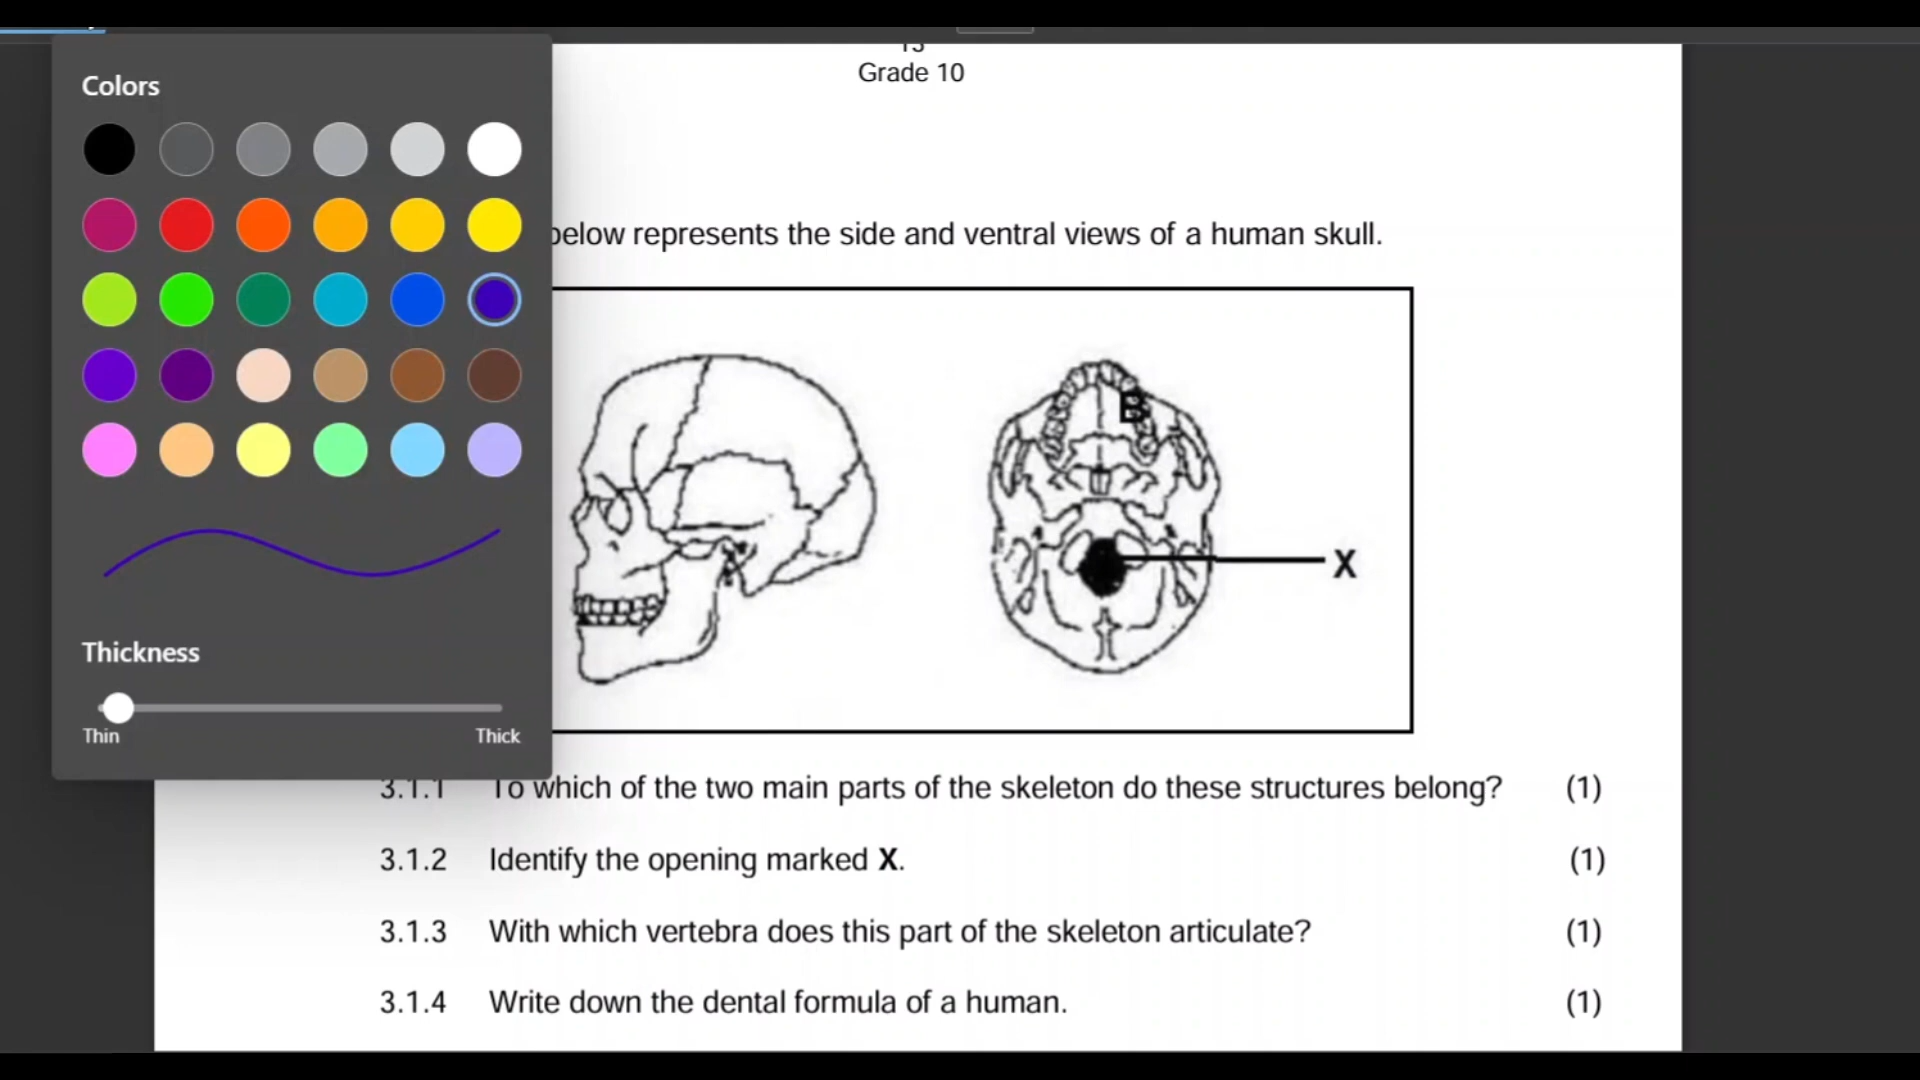 Grade 10
Colors
below represents the side and ventral views of a human skull.
B
X
Thickness
Thin
Thick
3.1.1 To which of the two main parts of the skeleton do these structures belong? (1)
3.1.2 Identify the opening marked X. (1)
3.1.3 With which vertebra does this part of the skeleton articulate? (1)
3.1.4 Write down the dental formula of a human. (1)